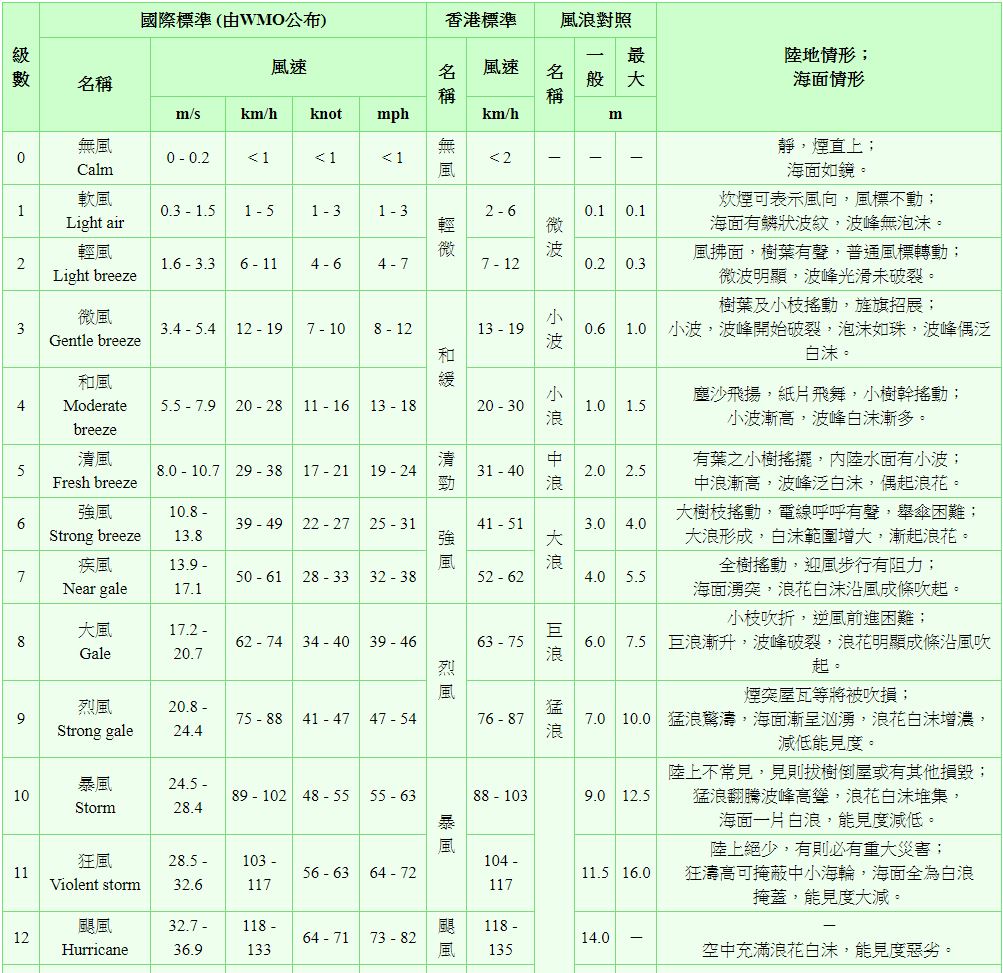 級數
國際標準 (由WMO公布)
香港標準
風浪對照
陸地情形；
海面情形
名稱
風速
名稱
風速
名稱
一般
最大
m/s
km/h
knot
mph
km/h
m
0
無風
Calm
0 - 0.2
< 1
< 1
< 1
無風
< 2
－
－
－
靜，煙直上；
海面如鏡。
1
軟風
Light air
0.3 - 1.5
1 - 5
1 - 3
1 - 3
輕微
2 - 6
微波
0.1
0.1
炊煙可表示風向，風標不動；
海面有鱗狀波紋，波峰無泡沫。
2
輕風
Light breeze
1.6 - 3.3
6 - 11
4 - 6
4 - 7
7 - 12
0.2
0.3
風拂面，樹葉有聲，普通風標轉動；
微波明顯，波峰光滑未破裂。
3
微風
Gentle breeze
3.4 - 5.4
12 - 19
7 - 10
8 - 12
和緩
13 - 19
小波
0.6
1.0
樹葉及小枝搖動，旌旗招展；
小波，波峰開始破裂，泡沫如珠，波峰偶泛
白沫。
4
和風
Moderate
breeze
5.5 - 7.9
20 - 28
11 - 16
13 - 18
20 - 30
小浪
1.0
1.5
塵沙飛揚，紙片飛舞，小樹幹搖動；
小波漸高，波峰白沫漸多。
5
清風
Fresh breeze
8.0 - 10.7
29 - 38
17 - 21
19 - 24
清勁
31 - 40
中浪
2.0
2.5
有葉之小樹搖擺，內陸水面有小波；
中浪漸高，波峰泛白沫，偶起浪花。
6
強風
Strong breeze
10.8 -
13.8
39 - 49
22 - 27
25 - 31
強風
41 - 51
大浪
3.0
4.0
大樹枝搖動，電線呼呼有聲，舉傘困難；
大浪形成，白沫範圍增大，漸起浪花。
7
疾風
Near gale
13.9 -
17.1
50 - 61
28 - 33
32 - 38
52 - 62
4.0
5.5
全樹搖動，迎風步行有阻力；
海面湧突，浪花白沫沿風成條吹起。
8
大風
Gale
17.2 -
20.7
62 - 74
34 - 40
39 - 46
烈風
63 - 75
巨浪
6.0
7.5
小枝吹折，逆風前進困難；
巨浪漸升，波峰破裂，浪花明顯成條沿風吹
起。
9
烈風
Strong gale
20.8 -
24.4
75 - 88
41 - 47
47 - 54
76 - 87
猛浪
7.0
10.0
煙突屋瓦等將被吹損；
猛浪驚濤，海面漸呈汹湧，浪花白沫增濃，
減低能見度。
10
暴風
Storm
24.5 -
28.4
89 - 102
48 - 55
55 - 63
暴風
88 - 103
9.0
12.5
陸上不常見，見則拔樹倒屋或有其他損毀；
猛浪翻騰波峰高聳，浪花白沫堆集，
海面一片白浪，能見度減低。
11
狂風
Violent storm
28.5 -
32.6
103 -
117
56 - 63
64 - 72
104 -
117
11.5
16.0
陸上絕少，有則必有重大災害；
狂濤高可掩蔽中小海輪，海面全為白浪
掩蓋，能見度大減。
12
颶風
Hurricane
32.7 -
36.9
118 -
133
64 - 71
73 - 82
颶風
118 -
135
14.0
－
－
空中充滿浪花白沫，能見度惡劣。